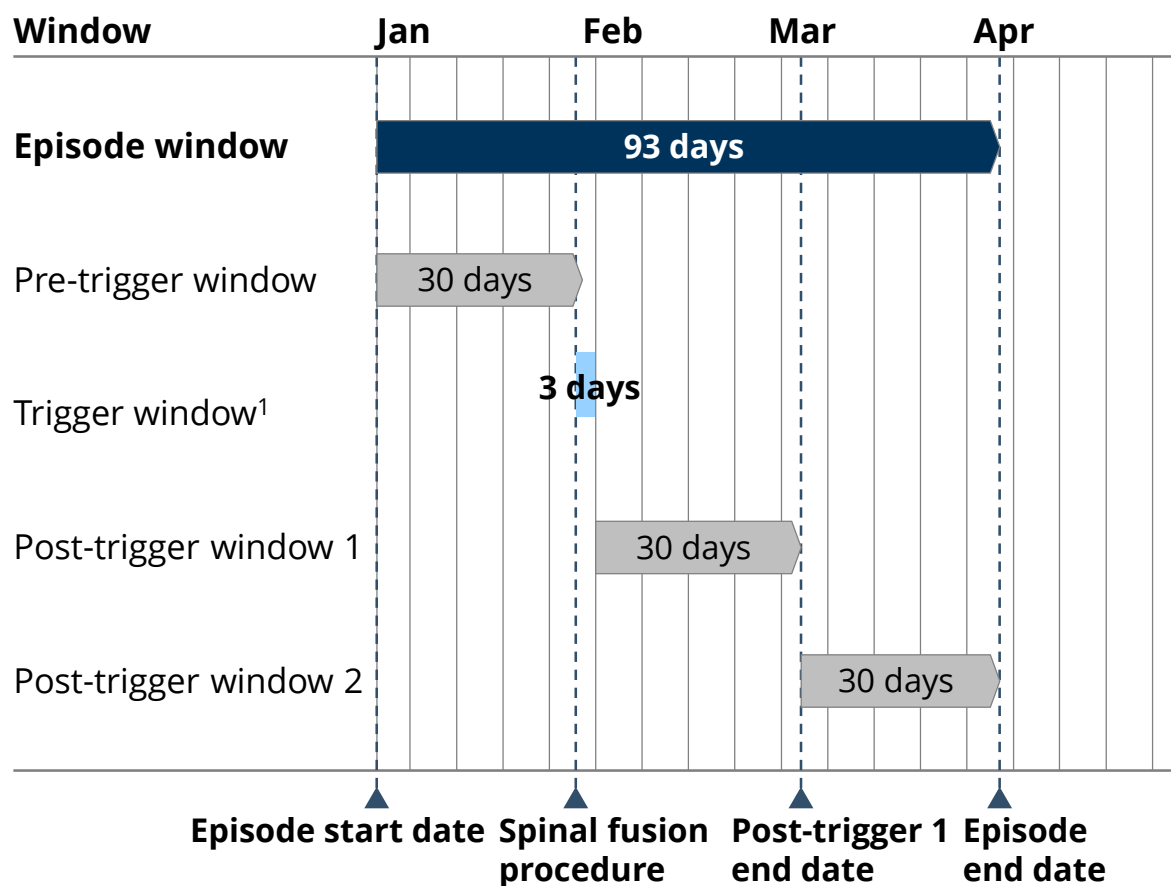 Window Jan Feb Mar Apr
Episode window 93 days
Pre-trigger window 30 days
3 days
Trigger window¹
Post-trigger window 1 30 days
Post-trigger window 2 30 days
Episode start date Spinal fusion Post-trigger 1 Episode
procedure end date end date